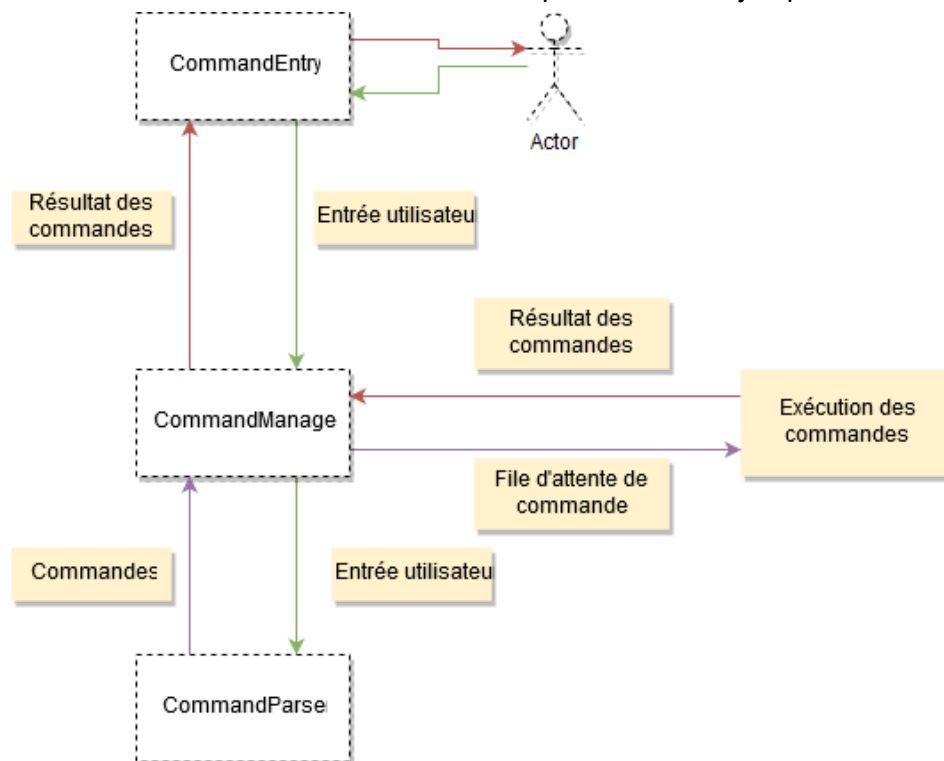 CommandEntry
Actor
Résultat des
commandes
Entrée utilisateu
Résultat des
commandes
CommandManage
Exécution des
commandes
File d'attente de
commande
Commandes
Entrée utilisateu
CommandParse